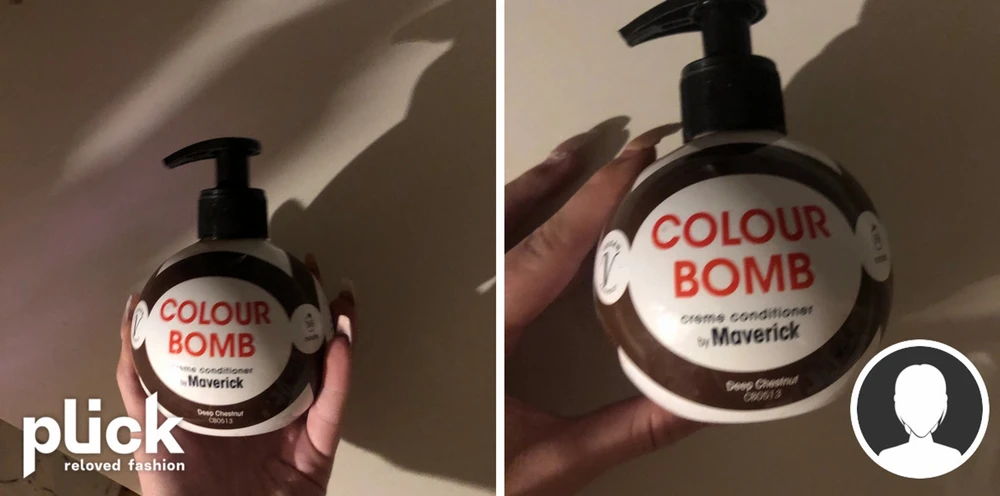 COLOUR
BOMB
creme conditioner
by Maverick
Deep Chestnut
CB0513
plick
reloved fashion
COLOUR
BOMB
creme conditioner
by Maverick
Deep Chestnut
CB0513